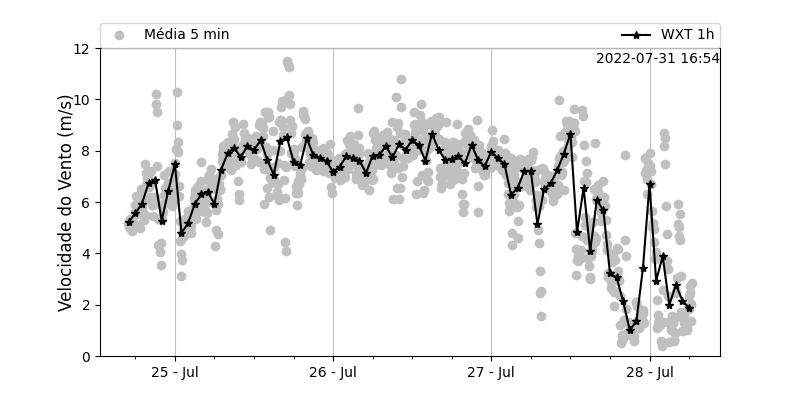 Média 5 min
WXT 1h
2022-07-31 16:54
Velocidade do Vento (m/s)
12
10
8
6
4
2
0
25 - Jul
26 - Jul
27 - Jul
28 - Jul